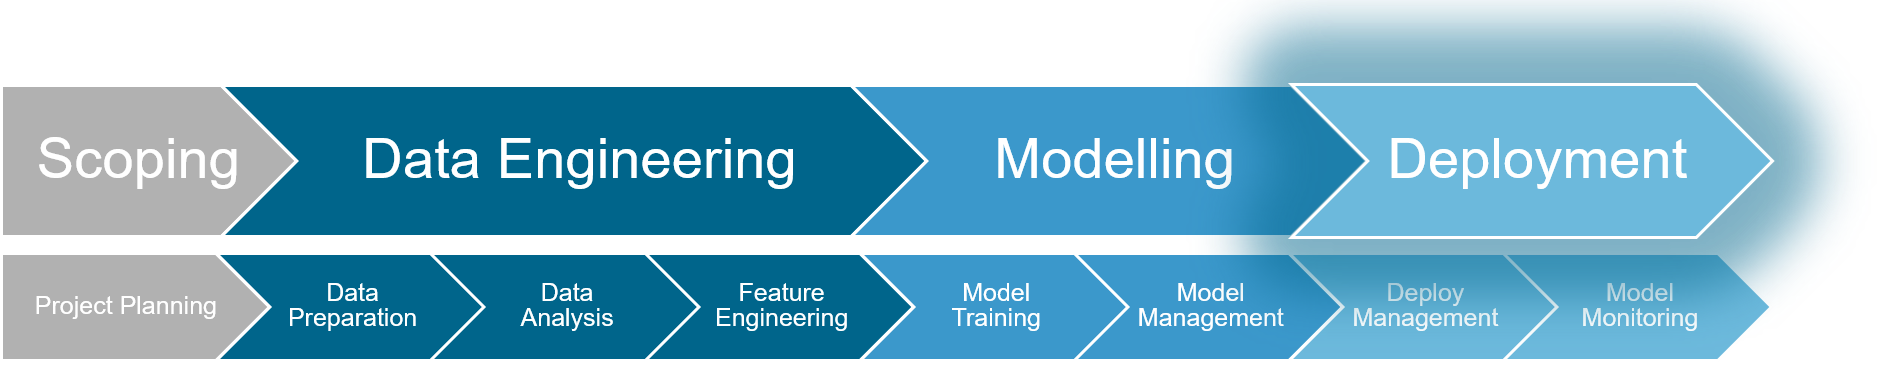 Scoping
Data Engineering
Modelling
Deployment
Project Planning
Data
Preparation
Data
Analysis
Feature
Engineering
Model
Training
Model
Management
Deploy
Management
Model
Monitoring